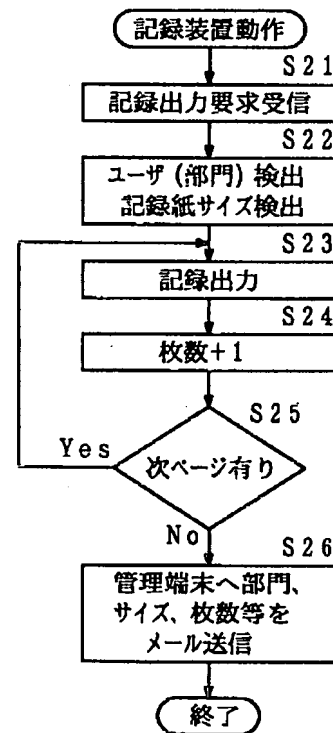 記録装置動作
S21
記録出力要求受信
S22
ユーザ(部門)検出
記録紙サイズ検出
S23
記録出力
S24
枚数+1
S25
次ページ有り
Yes
No
S26
管理端末へ部門、
サイズ、枚数等を
メール送信
終了